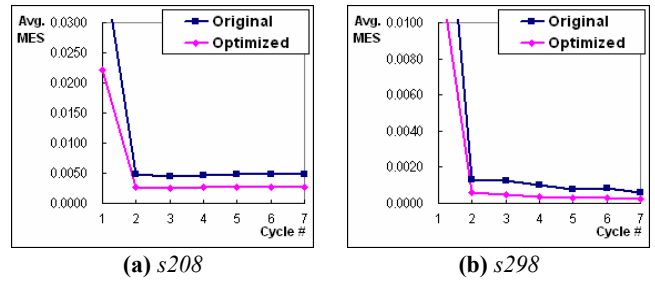 Avg.
MES
0.0300
0.0250
0.0200
0.0150
0.0100
0.0050
0.0000
Original
Optimized
1 2 3 4 5 6 7
Cycle #
(a) s208
Avg.
MES
0.0100
0.0080
0.0060
0.0040
0.0020
0.0000
Original
Optimized
1 2 3 4 5 6 7
Cycle #
(b) s298